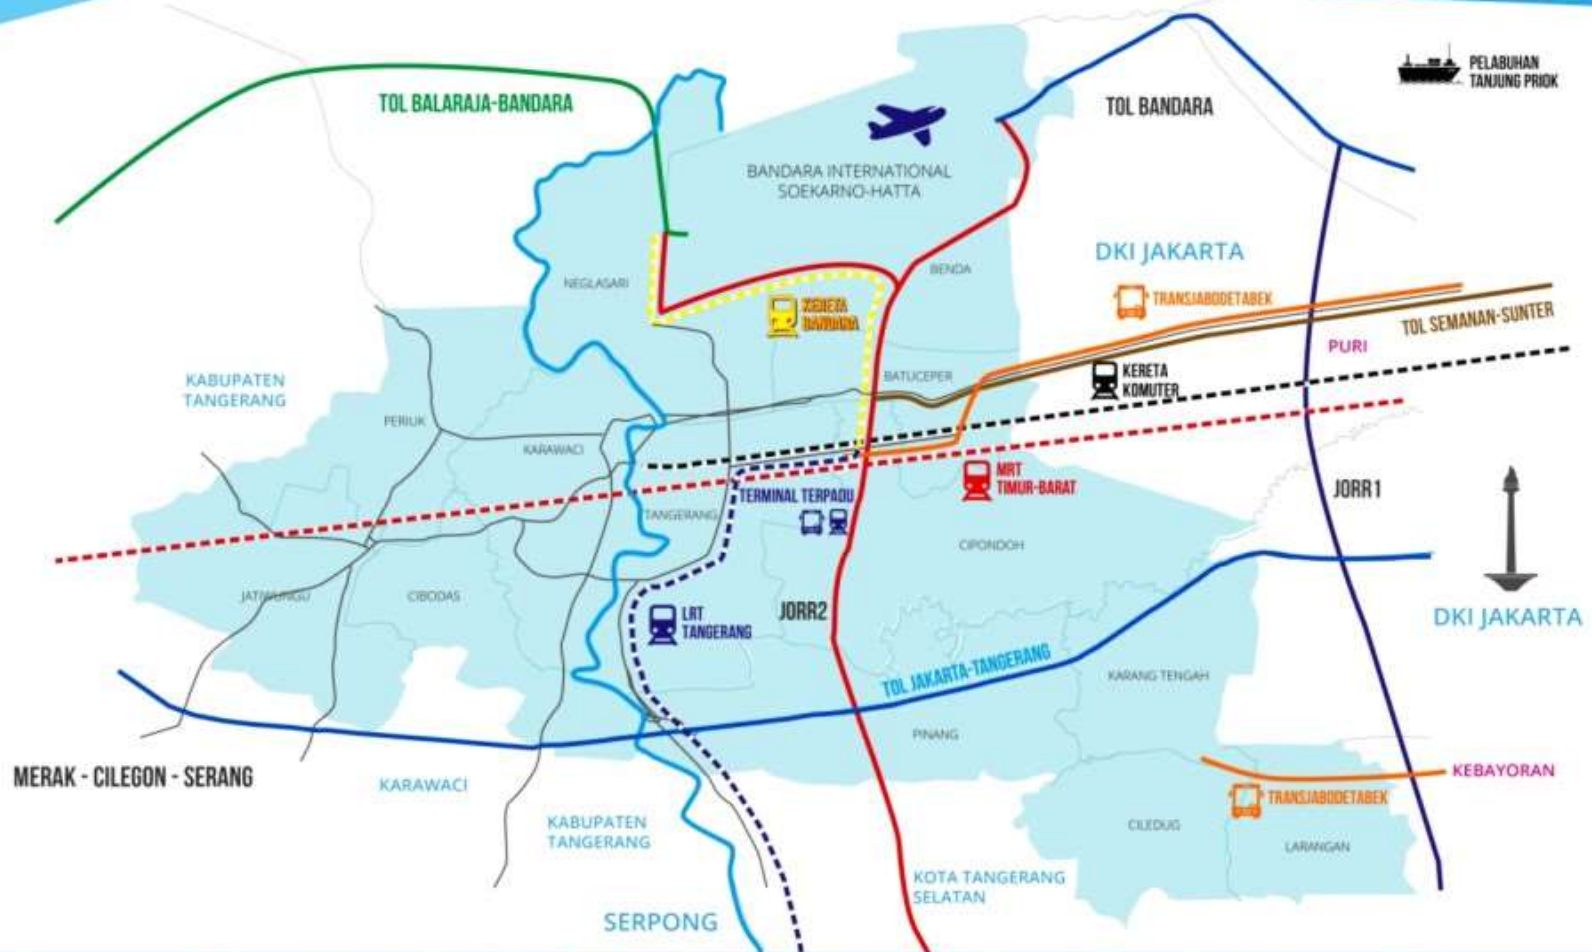 PELABUHAN
TANJUNG PRIOK
TOL BALARAJA-BANDARA
TOL BANDARA
BANDARA INTERNATIONAL
SOEKARNO-HATTA
DKI JAKARTA
NEGLASARI
BENDA
TRANSJABODETABEK
KERETA
BANDARA
TOL SEMANAN-SUNTER
PURI
KABUPATEN
TANGERANG
BATUCEPER
KERETA
KOMUTER
PERIUK
KARAWACI
MRT
TIMUR-BARAT
JORR1
TERMINAL TERPADU
TANGERANG
CIPONDOH
JATIWUNGU
CIBODAS
LRT
TANGERANG
JORR2
DKI JAKARTA
TOL JAKARTA-TANGERANG
KARANG TENGAH
PINANG
MERAK - CILEGON - SERANG
KARAWACI
KEBAYORAN
TRANSJABODETABEK
KABUPATEN
TANGERANG
CILEDUG
LARANGAN
KOTA TANGERANG
SELATAN
SERPONG